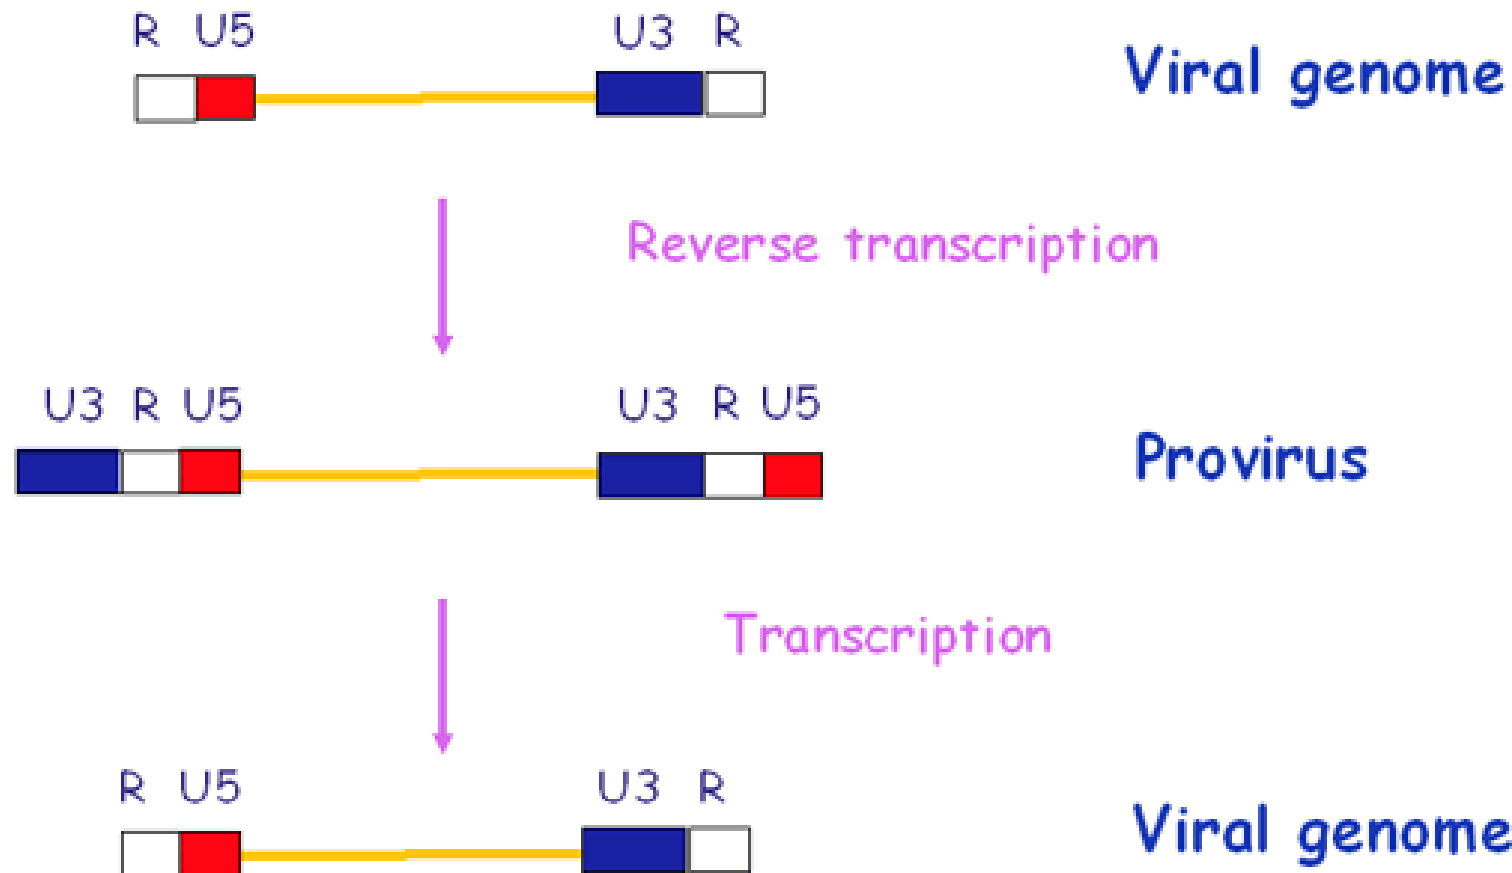 R U5 U3 R
Viral genome
Reverse transcription
U3 R U5 U3 R U5
Provirus
Transcription
R U5 U3 R
Viral genome